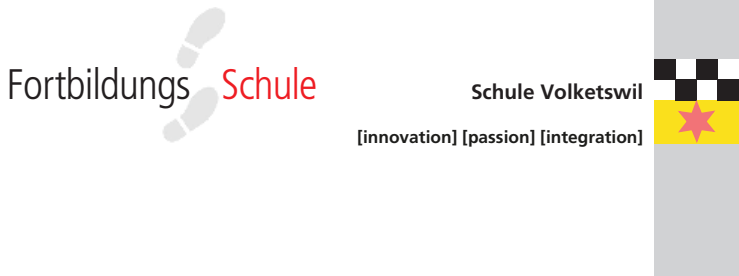 Fortbildungs Schule
Schule Volketswil
[innovation] [passion] [integration]